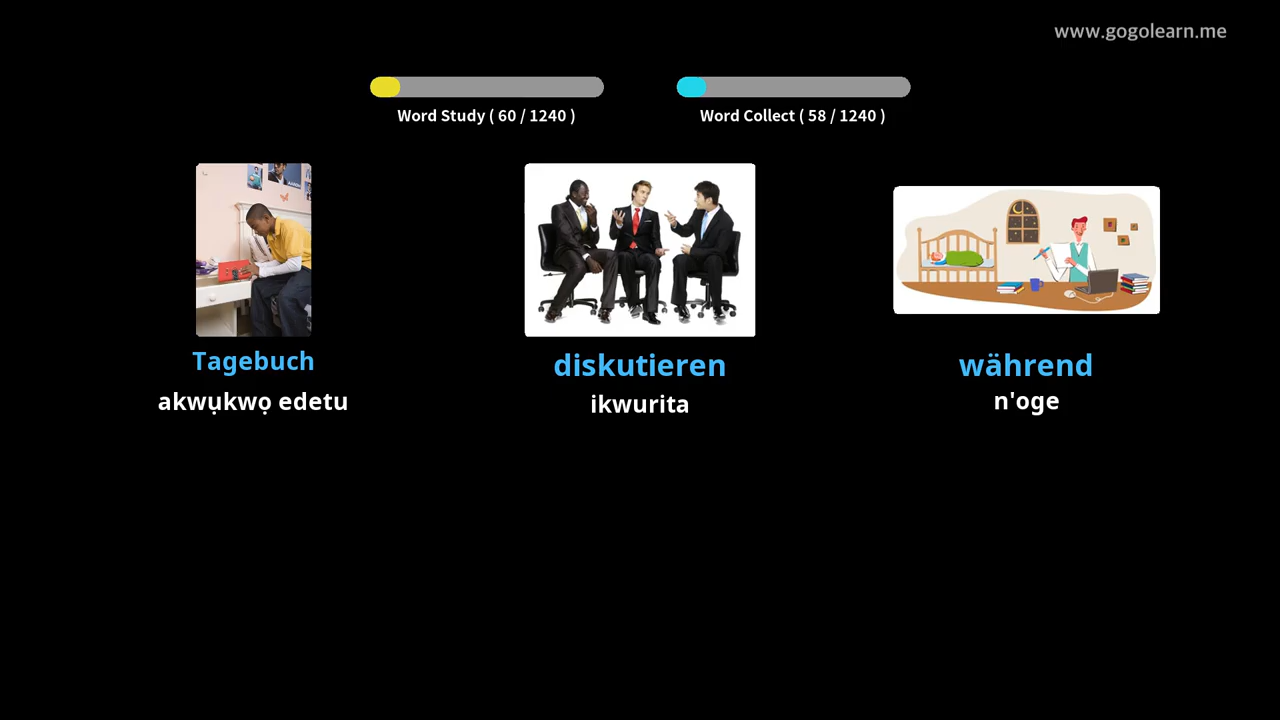 www.gogolearn.me
Word Study ( 60 / 1240 )
Word Collect ( 58 / 1240 )
Tagebuch
akwụkwọ edetu
diskutieren
ikwurita
während
n'oge